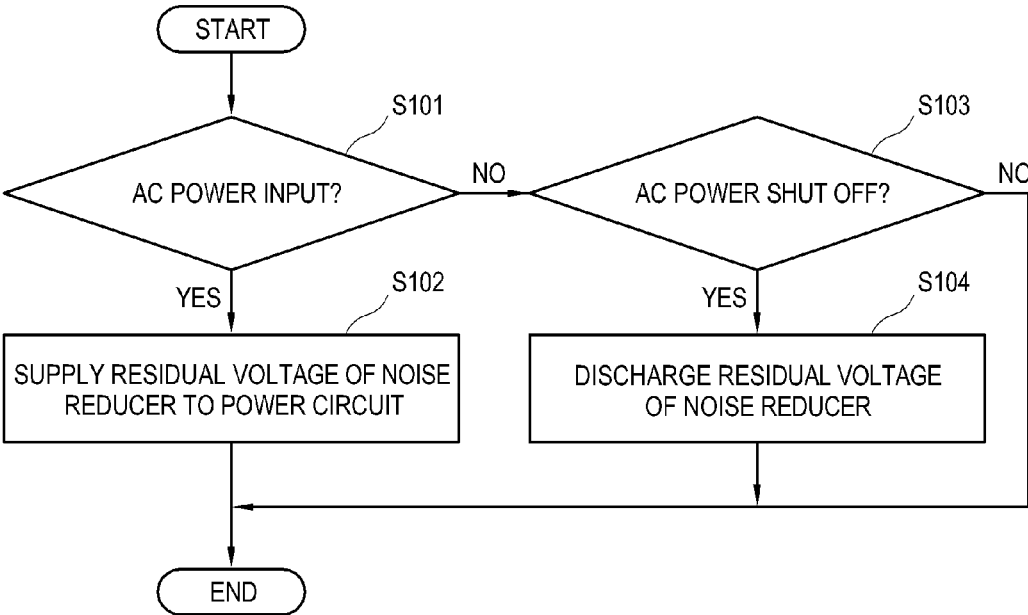 START
S101
S103
AC POWER INPUT?
NO
AC POWER SHUT OFF?
NO
YES
S102
YES
S104
SUPPLY RESIDUAL VOLTAGE OF NOISE
REDUCER TO POWER CIRCUIT
DISCHARGE RESIDUAL VOLTAGE
OF NOISE REDUCER
END